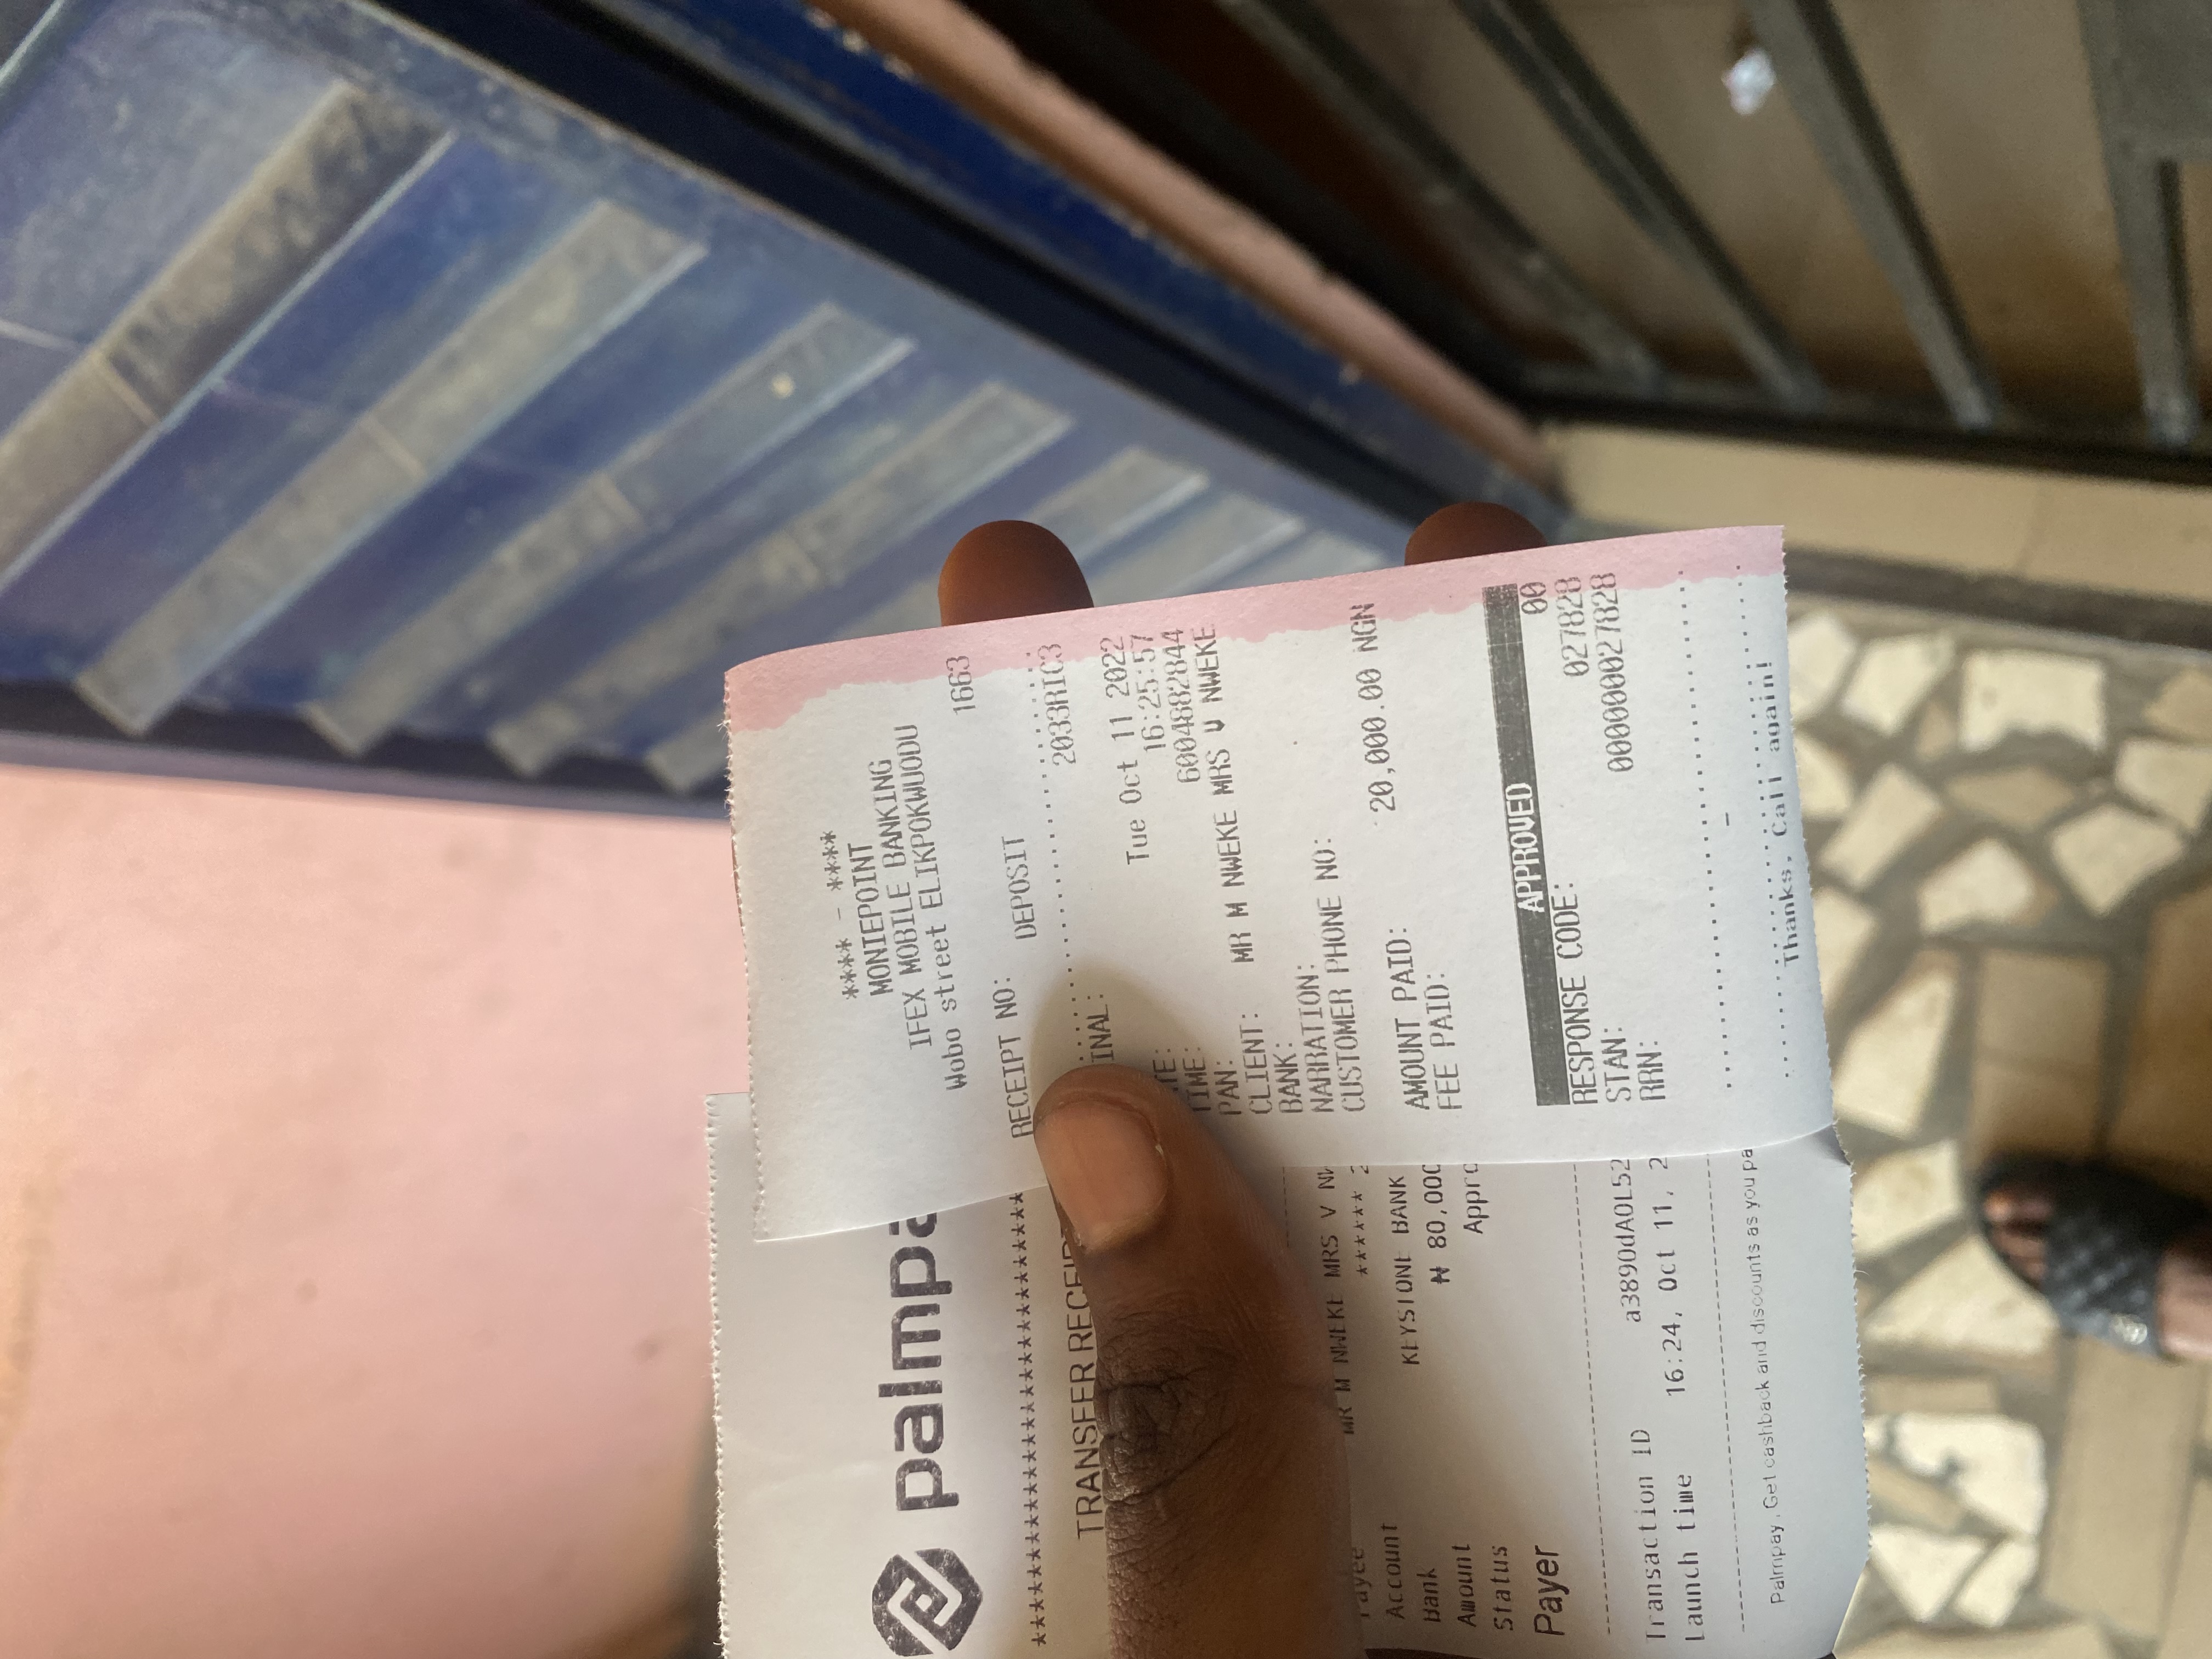 palmpa
*****************************
TRANSFER RECEIPT
Payee MR M NWEKE MRS V NW
Account ****** 2
Bank KEYSTONE BANK
Amount ₦ 80,000
Status Appro
Payer
Transaction ID a3890dA0L52
Launch time 16:24, Oct 11, 2
Palmpay , Get cashback and discounts as you pa
**** - ****
MONIEPOINT
IFEX MOBILE BANKING
Wobo street ELIKPOKWUODU
RECEIPT NO: 1663
DEPOSIT
INAL: 2033RIC3
TE: Tue Oct 11 2022
TIME: 16:25:57
PAN: 6004882844
CLIENT: MR M NWEKE MRS V NWEKE
BANK:
NARRATION:
CUSTOMER PHONE NO:
AMOUNT PAID: 20,000.00 NGN
FEE PAID:
APPROVED
RESPONSE CODE: 00
STAN: 027828
RRN: 000000027828
Thanks, Call again!